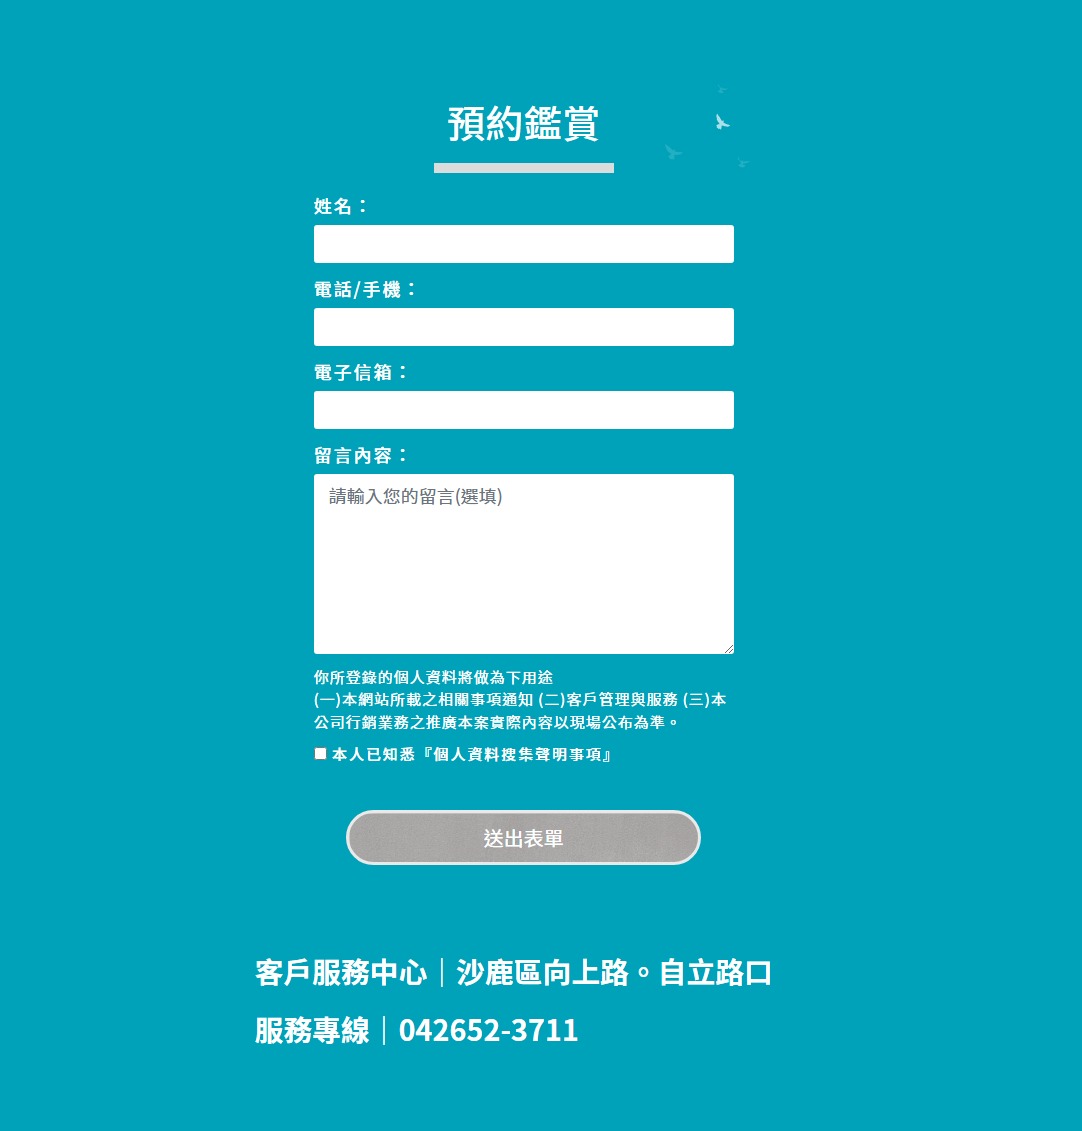 預約鑑賞
姓名：
電話/手機：
電子信箱：
留言內容：
請輸入您的留言(選填)
你所登錄的個人資料將做為下用途
(一)本網站所載之相關事項通知 (二)客戶管理與服務 (三)本
公司行銷業務之推廣本案實際內容以現場公布為準。
本人已知悉『個人資料搜集聲明事項』
送出表單
客戶服務中心｜沙鹿區向上路。自立路口
服務專線｜042652-3711